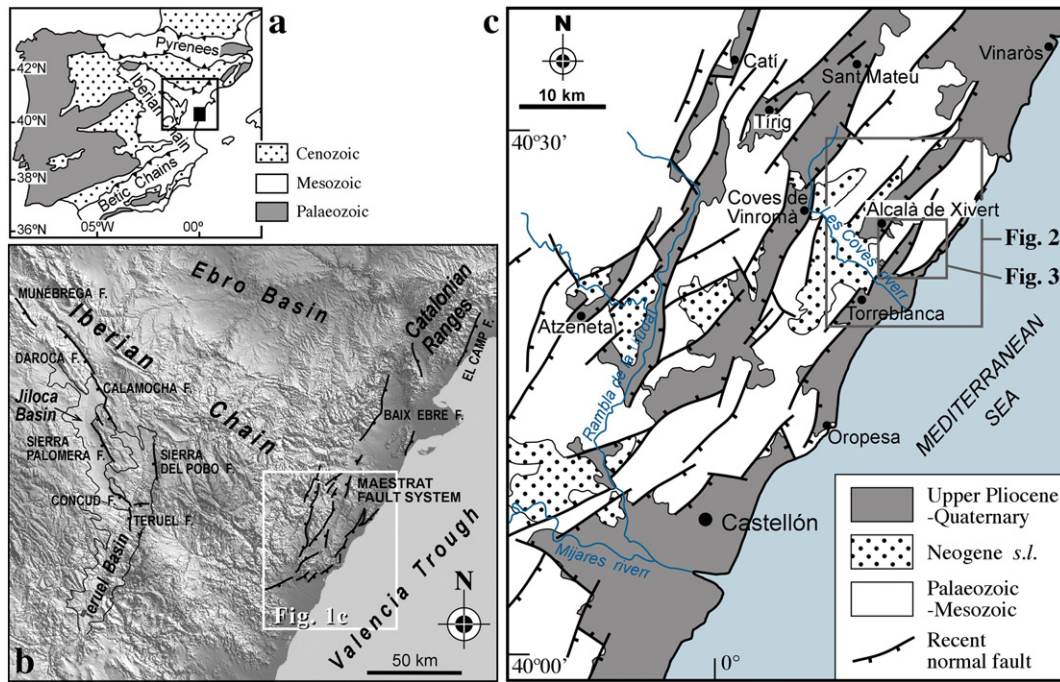 a
Pyrenees
42°N
Iberian
Chain
40°N
38°N
Betic Chains
36°N
05°W
00°
Cenozoic
Mesozoic
Palaeozoic
b
Ebro Basin
MUNÉBREGA F.
Iberian
Chain
Catalonian
Ranges
EL CAMP F.
DAROCA F.
CALAMOCHA F.
Jiloca
Basin
BAIX EBRE F.
SIERRA
PALOMERA F.
SIERRA
DEL POBO F.
CONCUD F.
TERUEL F.
MAESTRAT
FAULT SYSTEM
Teruel Basin
Valencia Trough
Fig. 1c
N
50 km
c
N
10 km
Catí
Sant Mateu
Vinaròs
Tírig
40°30'
Coves de
Vinromà
Alcalà de Xivert
Les Coves riverr
Fig. 2
Fig. 3
Torreblanca
Atzeneta
Rambla de la Viudal
MEDITERRANEAN
SEA
Oropesa
Castellón
Mijares riverr
40°00'
0°
Upper Pliocene
-Quaternary
Neogene s.l.
Palaeozoic
-Mesozoic
Recent
normal fault